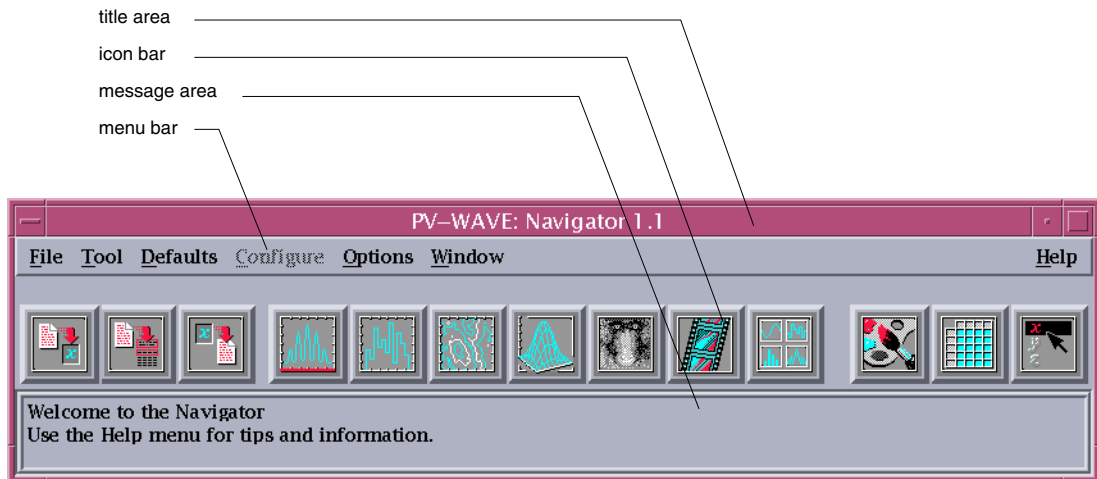 title area
icon bar
message area
menu bar
PV–WAVE: Navigator 1.1
File Tool Defaults Configure Options Window Help
x
x
x
Welcome to the Navigator
Use the Help menu for tips and information.